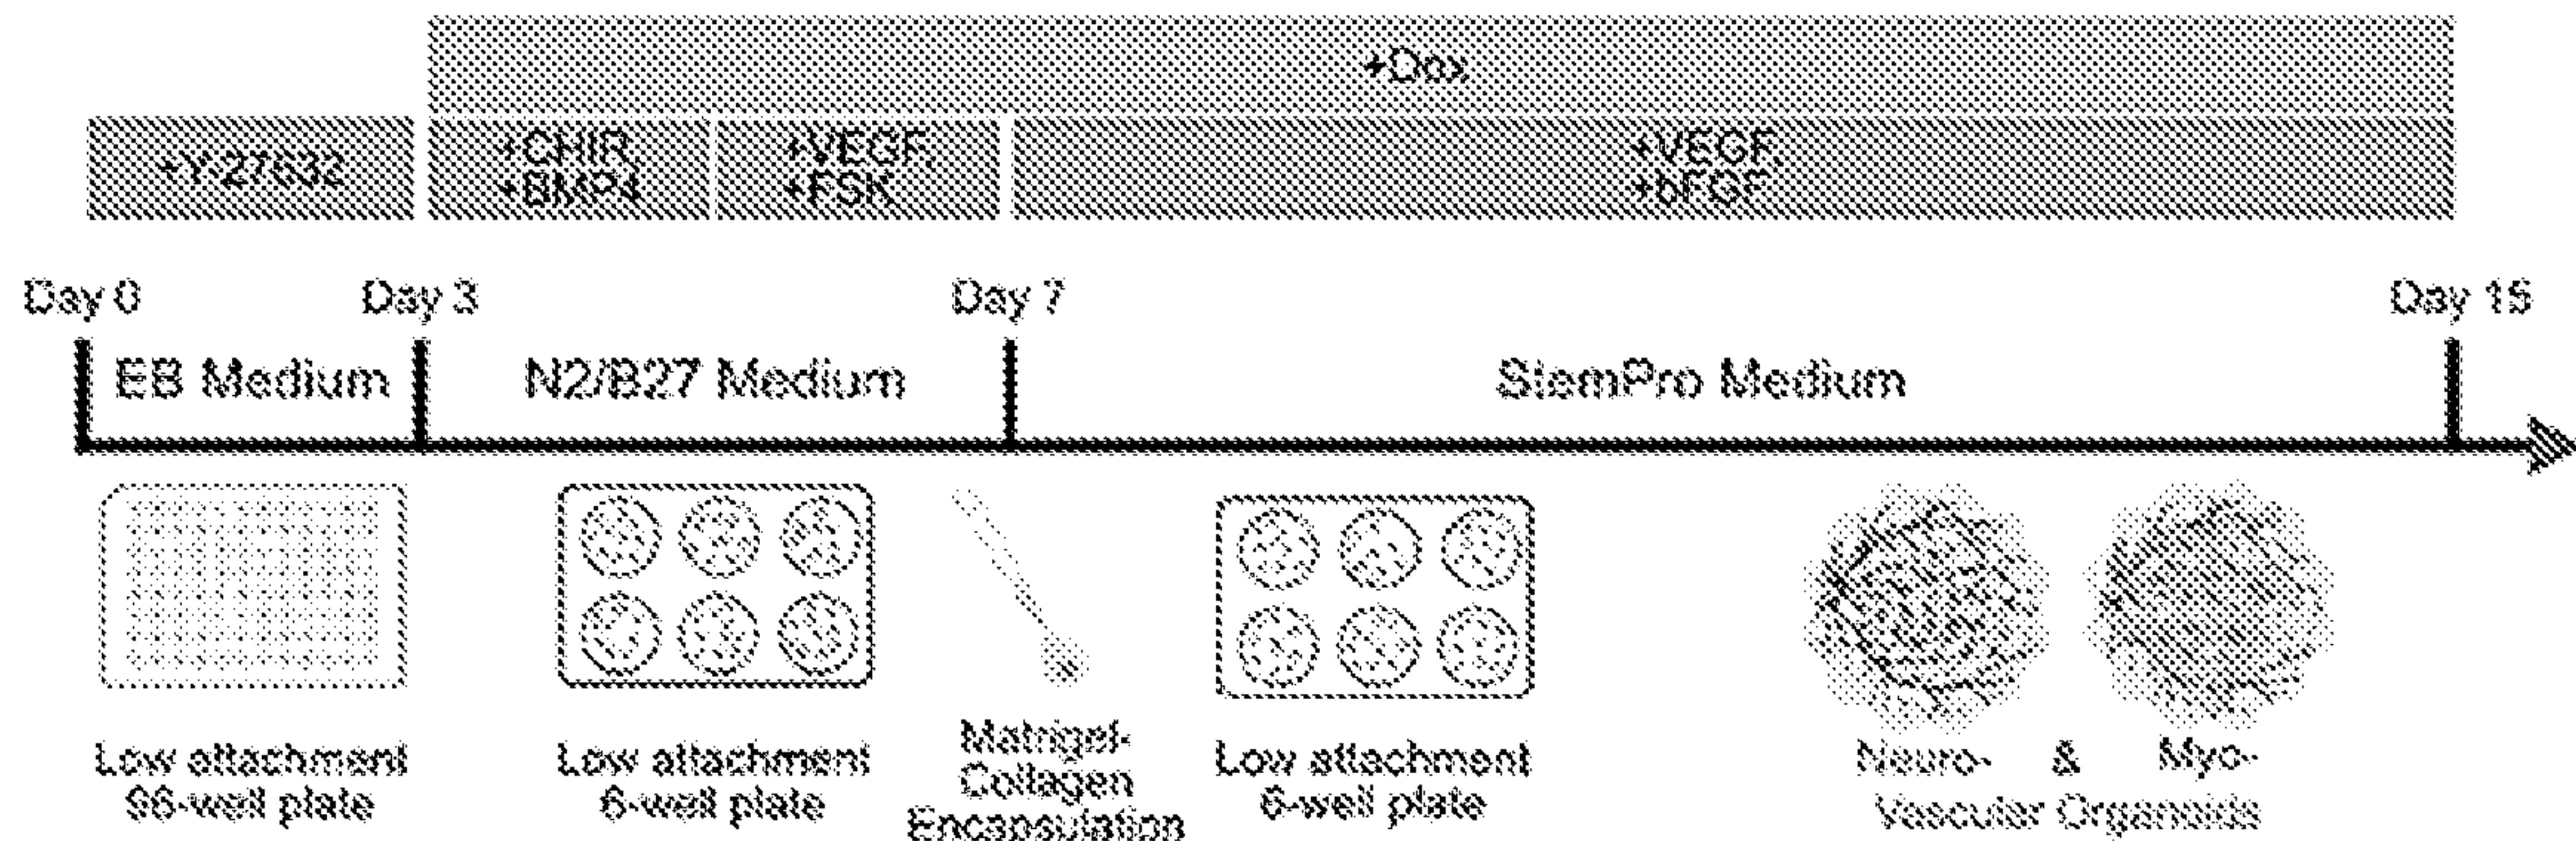 +Dox
+Y-27632
+CHIR,
+BMP4
+VEGF,
+FSK
+VEGF,
+bFGF
Day 0
Day 3
Day 7
Day 15
EB Medium
N2/B27 Medium
StemPro Medium
Low attachment
96-well plate
Low attachment
6-well plate
Matrigel-
Collagen
Encapsulation
Low attachment
6-well plate
Neuro- & Myo-
Vascular Organoids